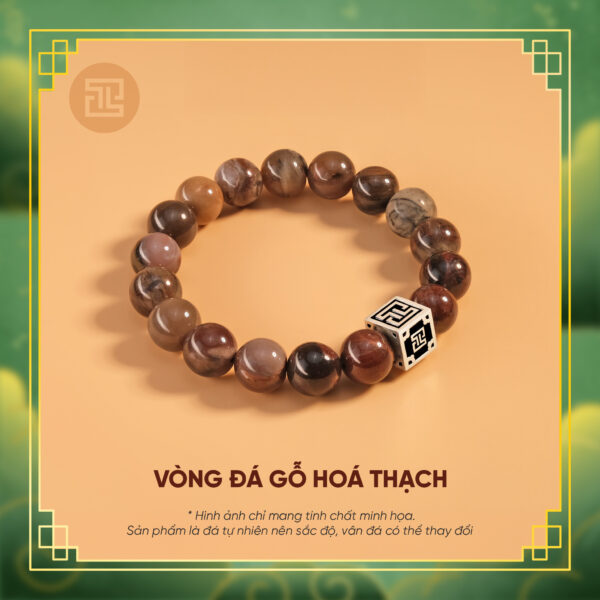 VÒNG ĐÁ GỖ HOÁ THẠCH
* Hình ảnh chỉ mang tinh chất minh họa.
Sản phẩm là đá tự nhiên nên sắc độ, vân đá có thể thay đổi